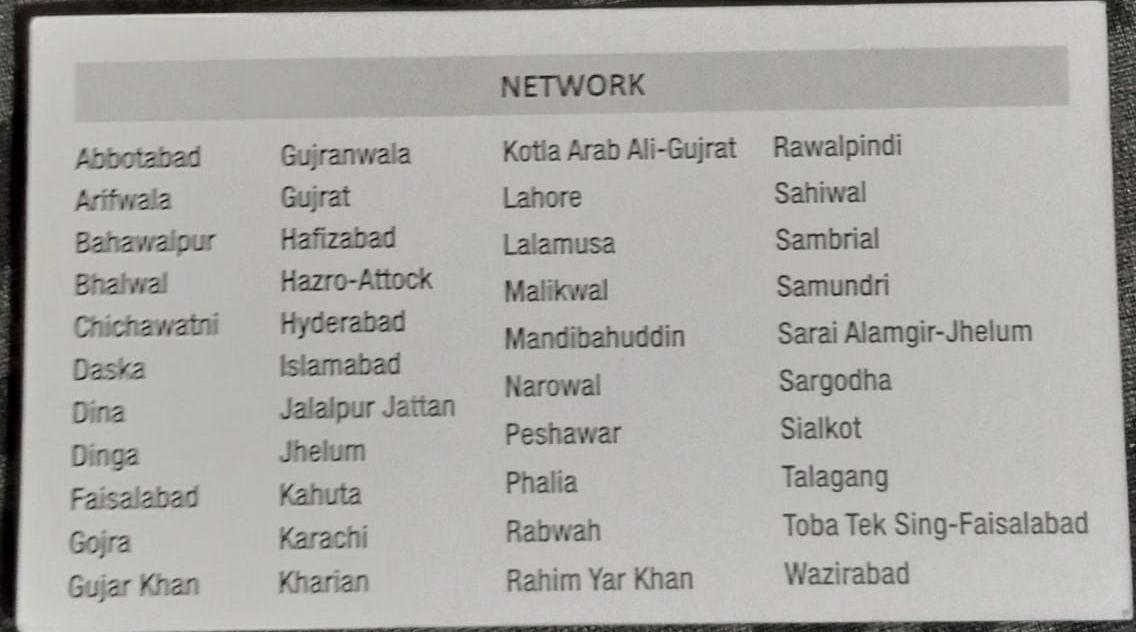 NETWORK
Abbotabad
Arifwala
Bahawalpur
Bhalwal
Chichawatni
Daska
Dina
Dinga
Faisalabad
Gojra
Gujar Khan
Gujranwala
Gujrat
Hafizabad
Hazro-Attock
Hyderabad
Islamabad
Jalalpur Jattan
Jhelum
Kahuta
Karachi
Kharian
Kotla Arab Ali-Gujrat
Lahore
Lalamusa
Malikwal
Mandibahuddin
Narowal
Peshawar
Phalia
Rabwah
Rahim Yar Khan
Rawalpindi
Sahiwal
Sambrial
Samundri
Sarai Alamgir-Jhelum
Sargodha
Sialkot
Talagang
Toba Tek Sing-Faisalabad
Wazirabad